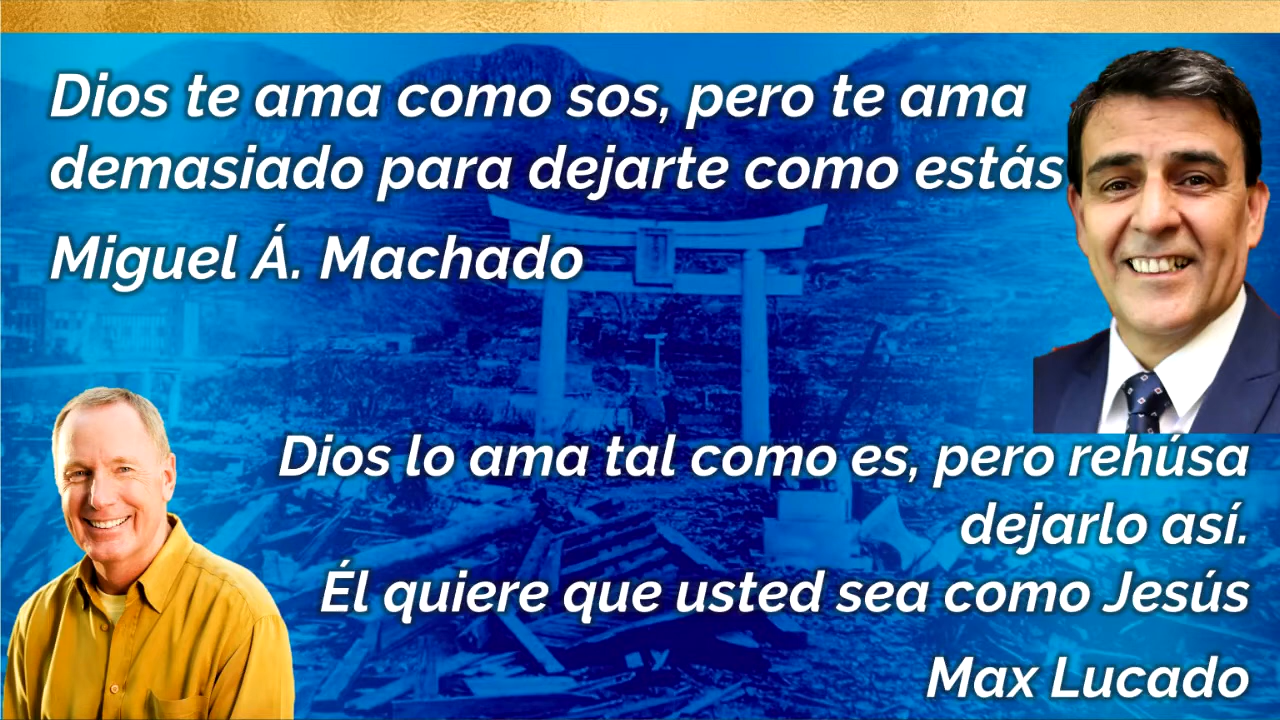 Dios te ama como sos, pero te ama
demasiado para dejarte como estás
Miguel Á. Machado
Dios lo ama tal como es, pero rehúsa
dejarlo así.
Él quiere que usted sea como Jesús
Max Lucado